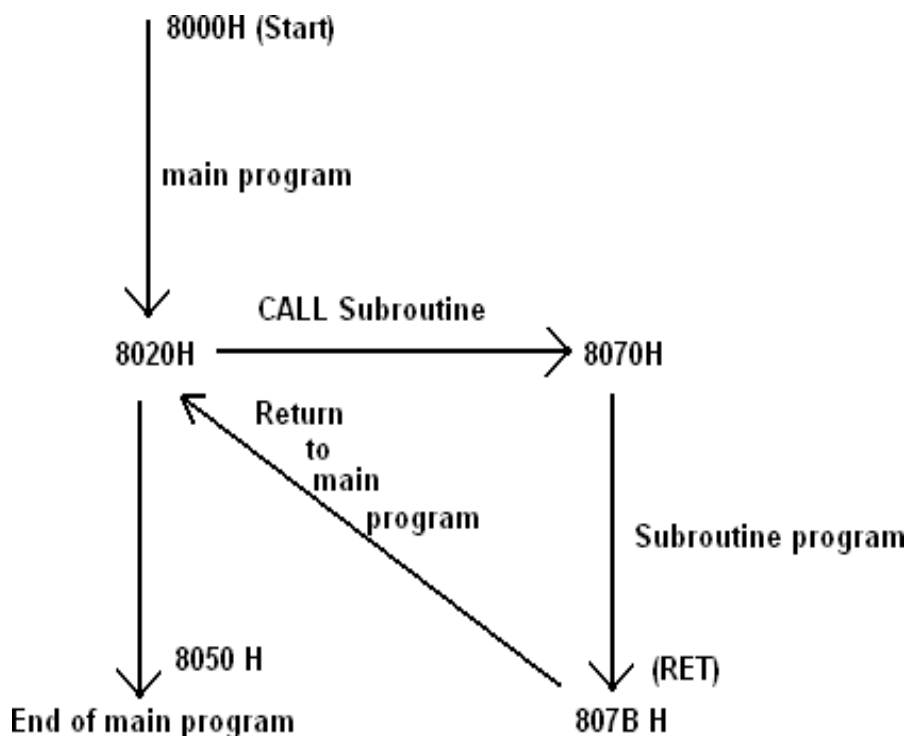 8000H (Start)
main program
CALL Subroutine
8020H
8070H
Return
to
main
program
Subroutine program
8050 H
(RET)
End of main program
807B H